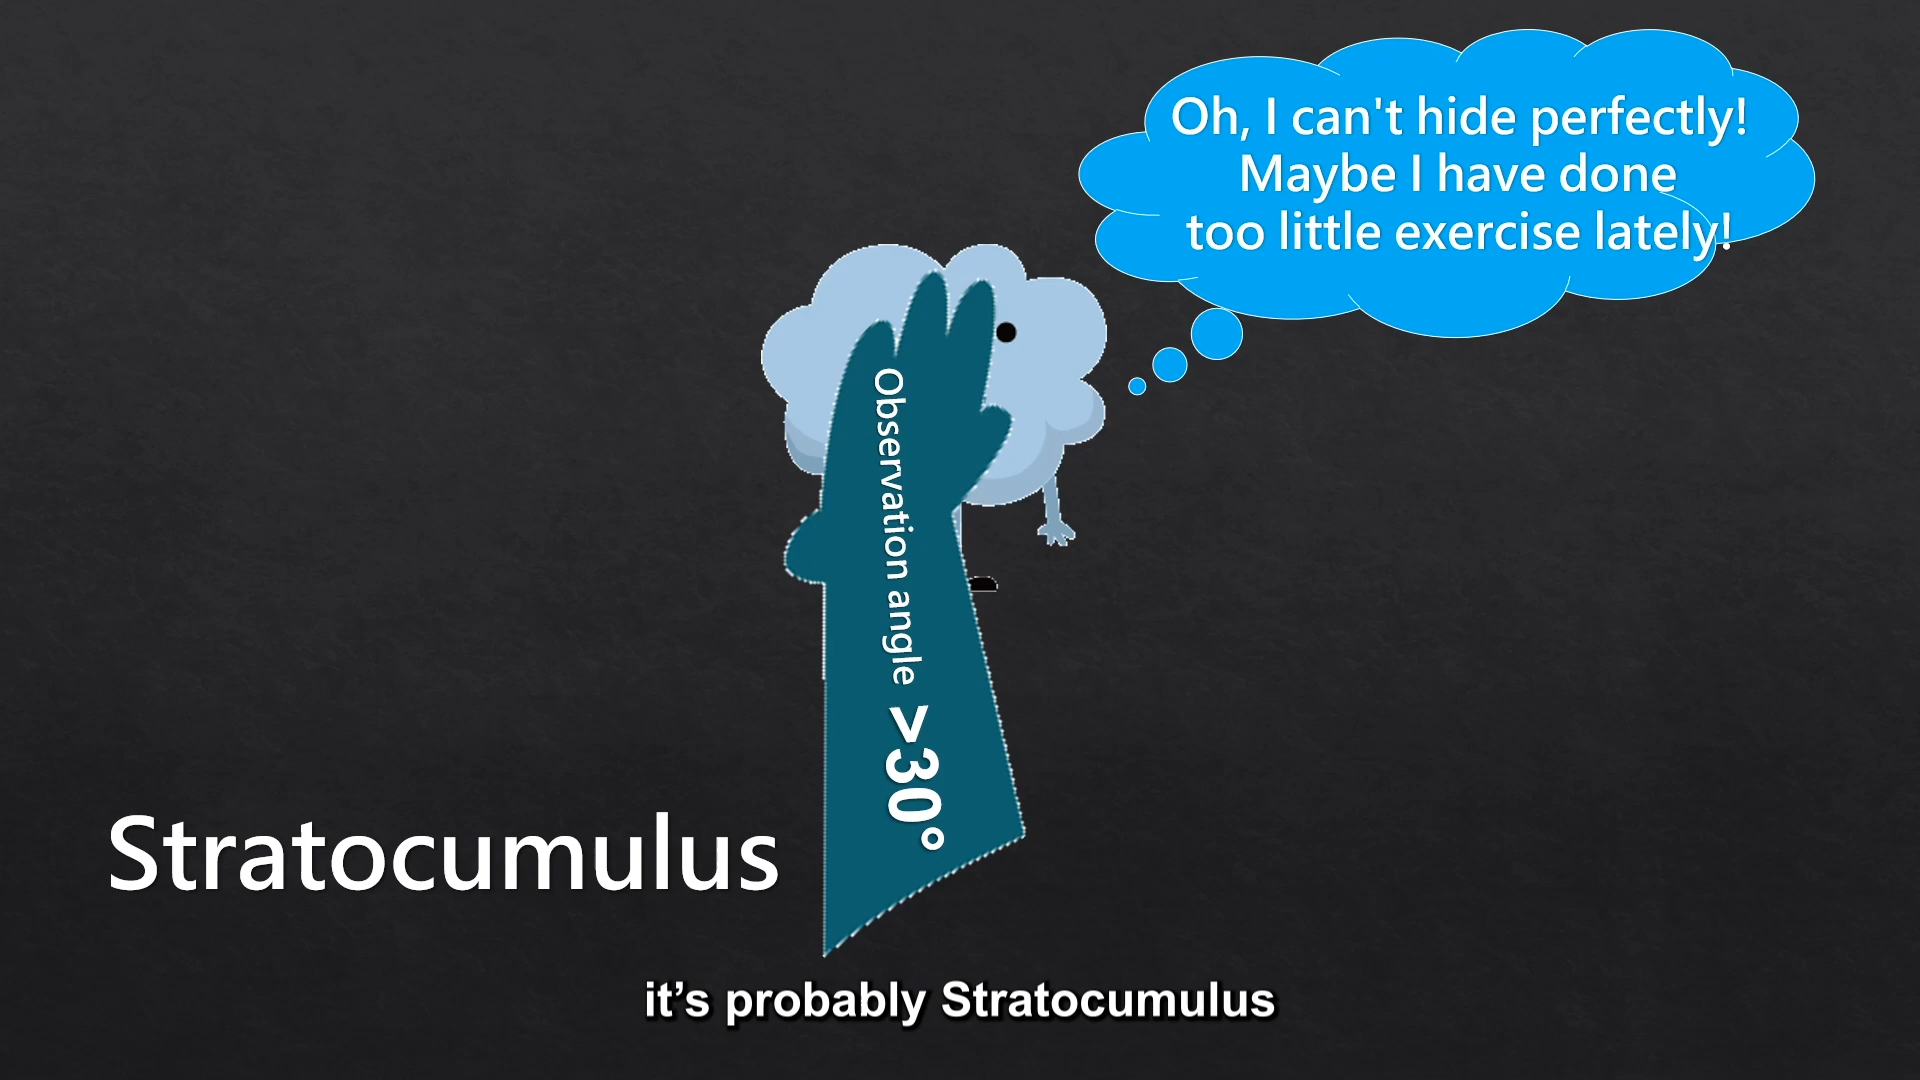 Oh, I can't hide perfectly!
Maybe I have done
too little exercise lately!
Observation angle >30°
Stratocumulus
it’s probably Stratocumulus